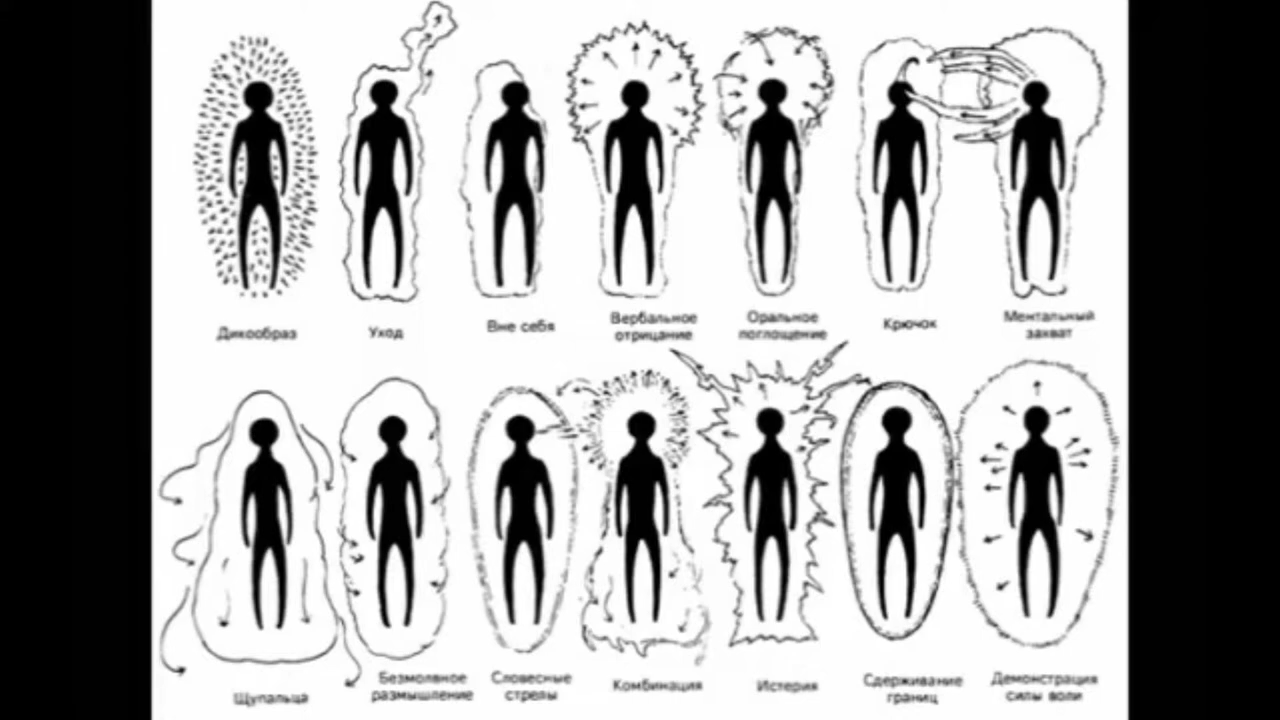 Дикообраз
Уход
Вне себя
Вербальное
отрицание
Оральное
поглощение
Крючок
Ментальный
захват
Щупальца
Безмолвное
размышление
Словесные
стрелы
Комбинация
Истерия
Сдерживание
границ
Демонстрация
силы воли